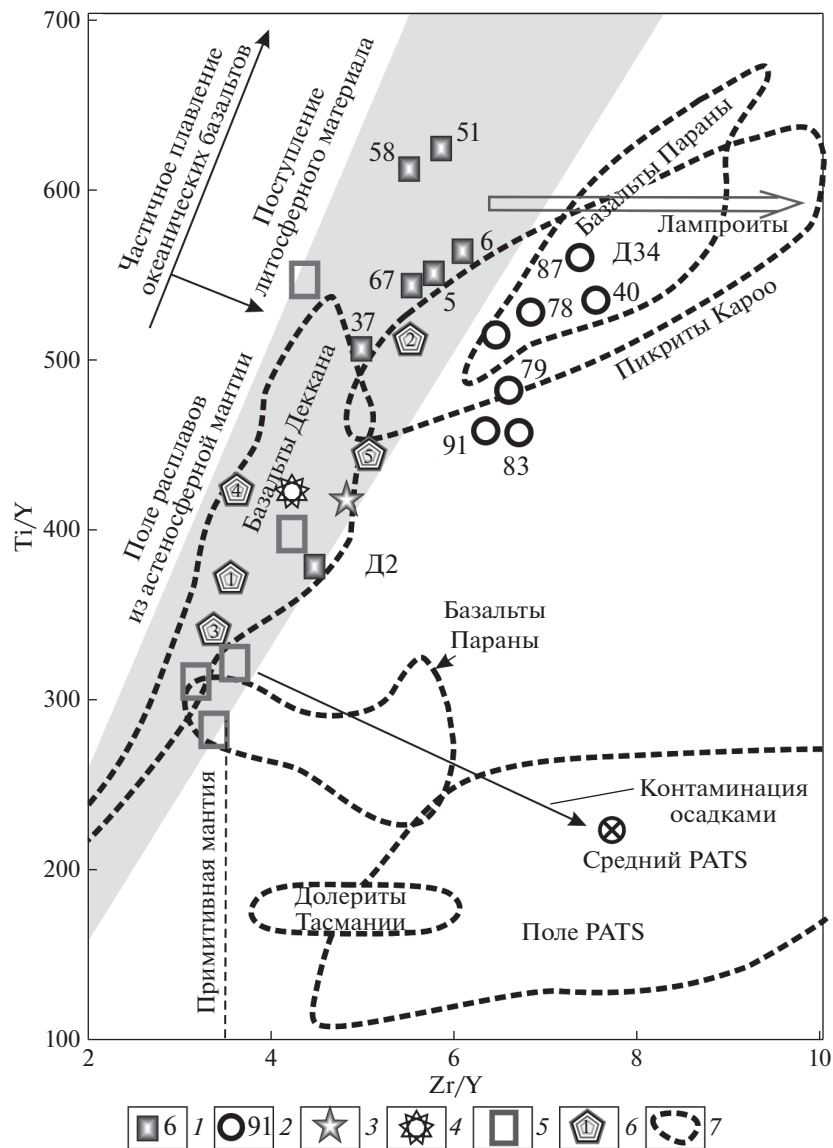 700
Частичное плавление
океанических базальтов
Поступление
литосферного материала
58
51
Базальты Параны
600
Лампроиты
6
87
Д34
67
5
78
40
37
2
Пикриты Кароо
500
79
Базальты Деккана
5
91
83
4
Поле расплавов
из астеносферной мантии
Ti/Y
400
Д2
1
3
Базальты
Параны
300
Контаминация
осадками
Примитивная мантия
Средний PATS
200
Долериты
Тасмании
Поле PATS
100
2
4
6
8
10
Zr/Y
6 1 91 2 3 4 5 1 6 7